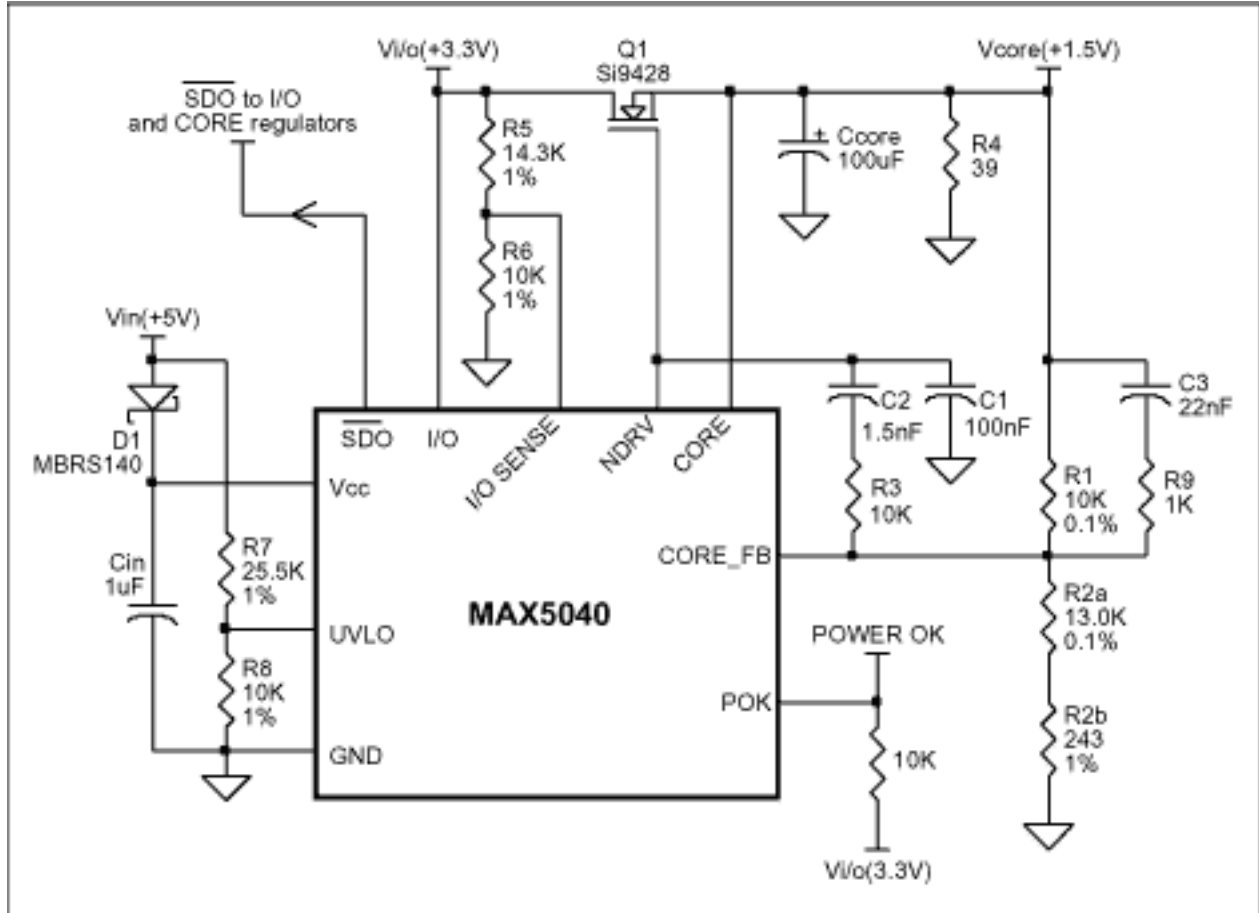 Vi/o(+3.3V)
Q1
Si9428
Vcore(+1.5V)
SDO to I/O
and CORE regulators
R5
14.3K
1%
+
Ccore
100uF
R4
39
R6
10K
1%
Vin(+5V)
D1
MBRS140
SDO
I/O
I/O SENSE
NDRV
CORE
C2
1.5nF
C1
100nF
C3
22nF
Vcc
R3
10K
R1
10K
0.1%
R9
1K
Cin
1uF
R7
25.5K
1%
CORE_FB
MAX5040
R2a
13.0K
0.1%
UVLO
POWER OK
R8
10K
1%
POK
R2b
243
1%
GND
10K
Vi/o(3.3V)